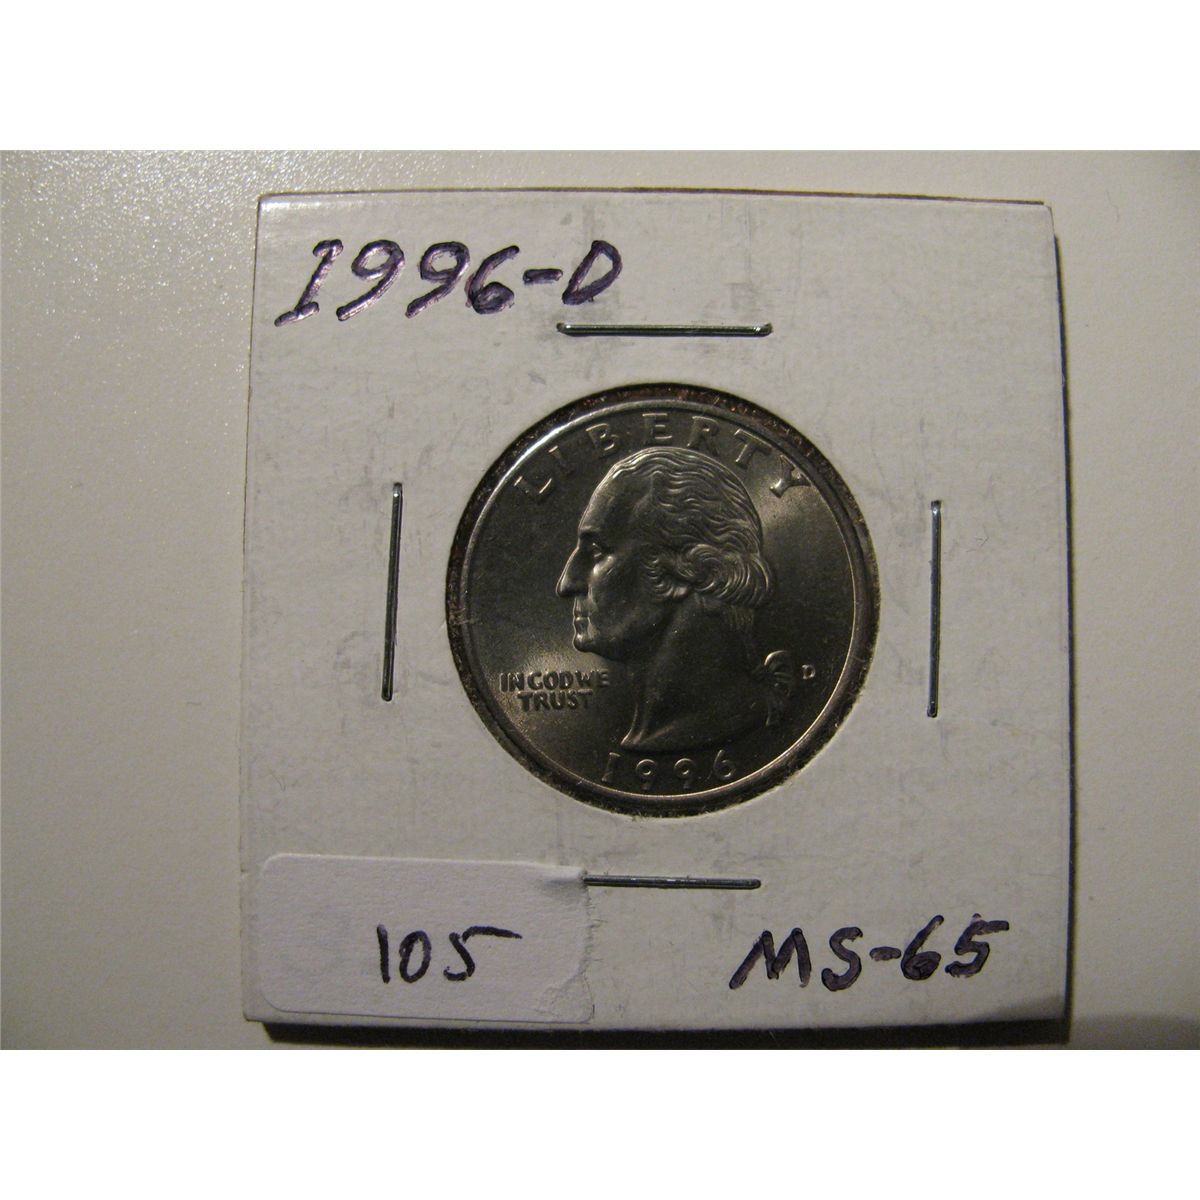 1996-D
LIBERTY
IN GOD WE
TRUST
D
1996
105
MS-65